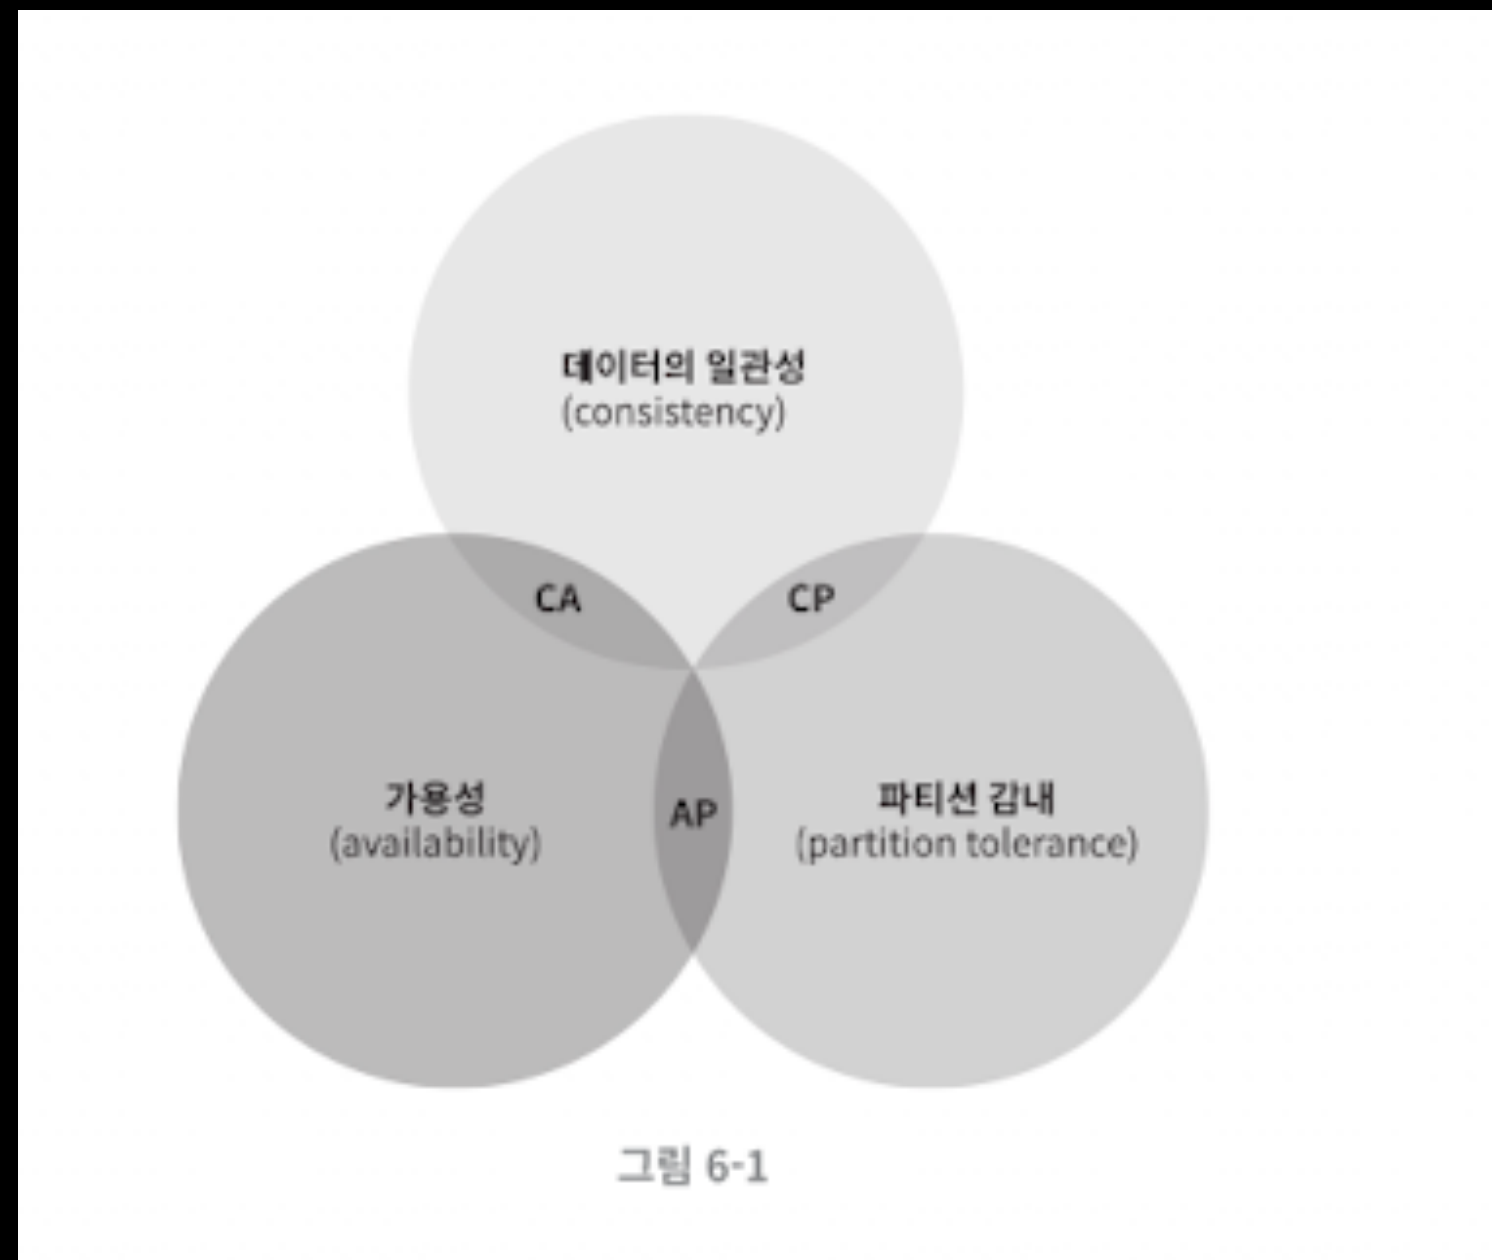 데이터의 일관성
(consistency)
CA
CP
가용성
(availability)
AP
파티션 감내
(partition tolerance)
그림 6-1